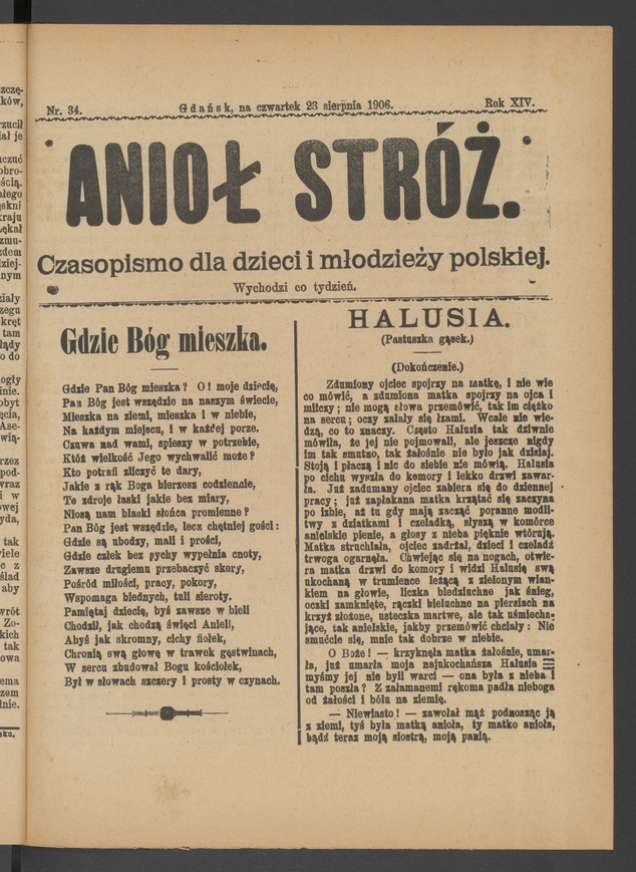 Nr. 34.
Gdańsk, na czwartek 23 sierpnia 1906.
Rok XIV.
ANIOŁ STRÓŻ.
Czasopismo dla dzieci i młodzieży polskiej.
Wychodzi co tydzień.
Gdzie Bóg mieszka.
Gdzie Pan Bóg mieszka? O! moje dziecię,
Pan Bóg jest wszędzie na naszym świecie,
Mieszka na ziemi, mieszka i w niebie,
Na każdym miejscu, i w każdej porze.
Czuwa nad wami, spieszy w potrzebie,
Któż wielkość Jego wychwalić może?
Kto potrafi zliczyć te dary,
Jakie z rąk Boga bierzesz codziennie,
Te zdroje łaski jakie bez miary,
Niosą nam blaski słońca promienne?
Pan Bóg jest wszędzie, lecz chętniej gości:
Gdzie są ubodzy, mali i prości,
Gdzie człek bez pychy wypełnia cnoty,
Zawsze drugiemu przebaczyć skory,
Pośród miłości, pracy, pokory,
Wspomaga biednych, tuli sieroty.
Pamiętaj dziecię, byś zawsze w bieli
Chodził, jak chodzą święci Anieli,
Abyś jak skromny, cichy fiołek,
Chronią swą głowę w trawek gęstwinach,
W sercu zbudował Bogu kościołek,
Był w słowach szczery i prosty w czynach.
HALUSIA.
(Pastuszka gąsek.)
(Dokończenie.)
Zdumiony ojciec spojrzy na matkę, i nie wie
co mówić, a zdumiona matka spojrzy na ojca i
milczy; nie mogą słowa przemówić, tak im ciężko
na sercu; oczy zalały się łzami. Wcale nie wie-
dzą, co to znaczy. Często Halusia tak dziwnie
mówiła, że jej nie pojmowali, ale jeszcze nigdy
im tak smutno, tak żałośnie nie było jak dzisiaj.
Stoją i płaczą i nic do siebie nie mówią. Halusia
po cichu wyszła do komory i lekko drzwi zawar-
ła. Już zadumany ojciec zabiera się do dziennej
pracy; już zapłakana matka krzątać się zaczyna
po izbie, aż tu gdy mają zacząć poranne modli-
twy z dziatkami i czeladką, słyszą w komórce
anielskie pienie, a głosy z nieba pięknie wtórują.
Matka struchlała, ojciec zadrżał, dzieci i czeladź
trwoga ogarnęła. Chwiejąc się na nogach, otwie-
ra matka drzwi do komory i widzi Halusię swą
ukochaną w trumience leżącą z zielonym wian-
kiem na głowie, liczka bledziuchne jak śnieg,
oczki zamknięte, rączki bieluchne na piersiach na
krzyż złożone, usteczka martwe, ale tak uśmiecha-
jące, tak anielskie, jakby przemówić chciały: Nie
smućcie się, mnie tak dobrze w niebie.
O Boże! — krzyknęła matka żałośnie, umar-
ła, już umarła moja najukochańsza Halusia
myśmy jej nie byli warci — ona była z nieba i
tam poszła? Z załamanemi rękoma padła nieboga
od żałości i bólu na ziemię.
— Niewiasto! — zawołał mąż podnosząc ją
z ziemi, tyś była matką anioła, ty matko anioła,
bądź teraz moją siostrą, moją panią.